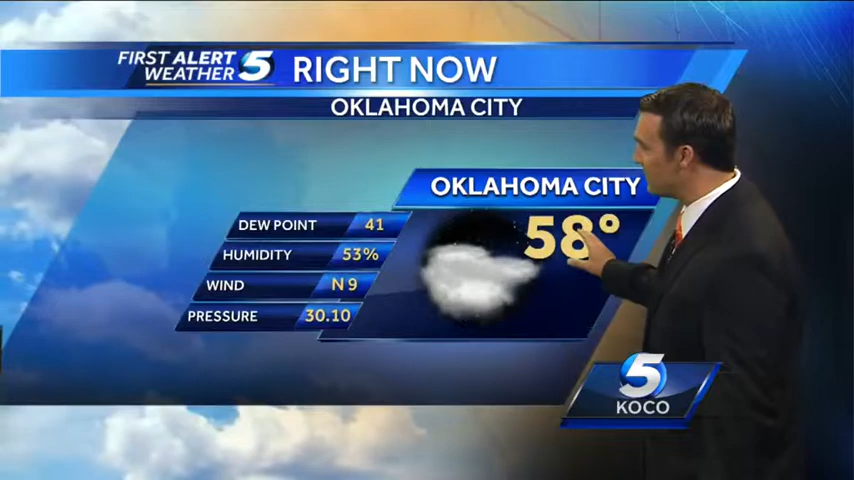 FIRST ALERT
WEATHER 5
RIGHT NOW
OKLAHOMA CITY
OKLAHOMA CITY
58°
DEW POINT 41
HUMIDITY 53%
WIND N 9
PRESSURE 30.10
5
KOCO